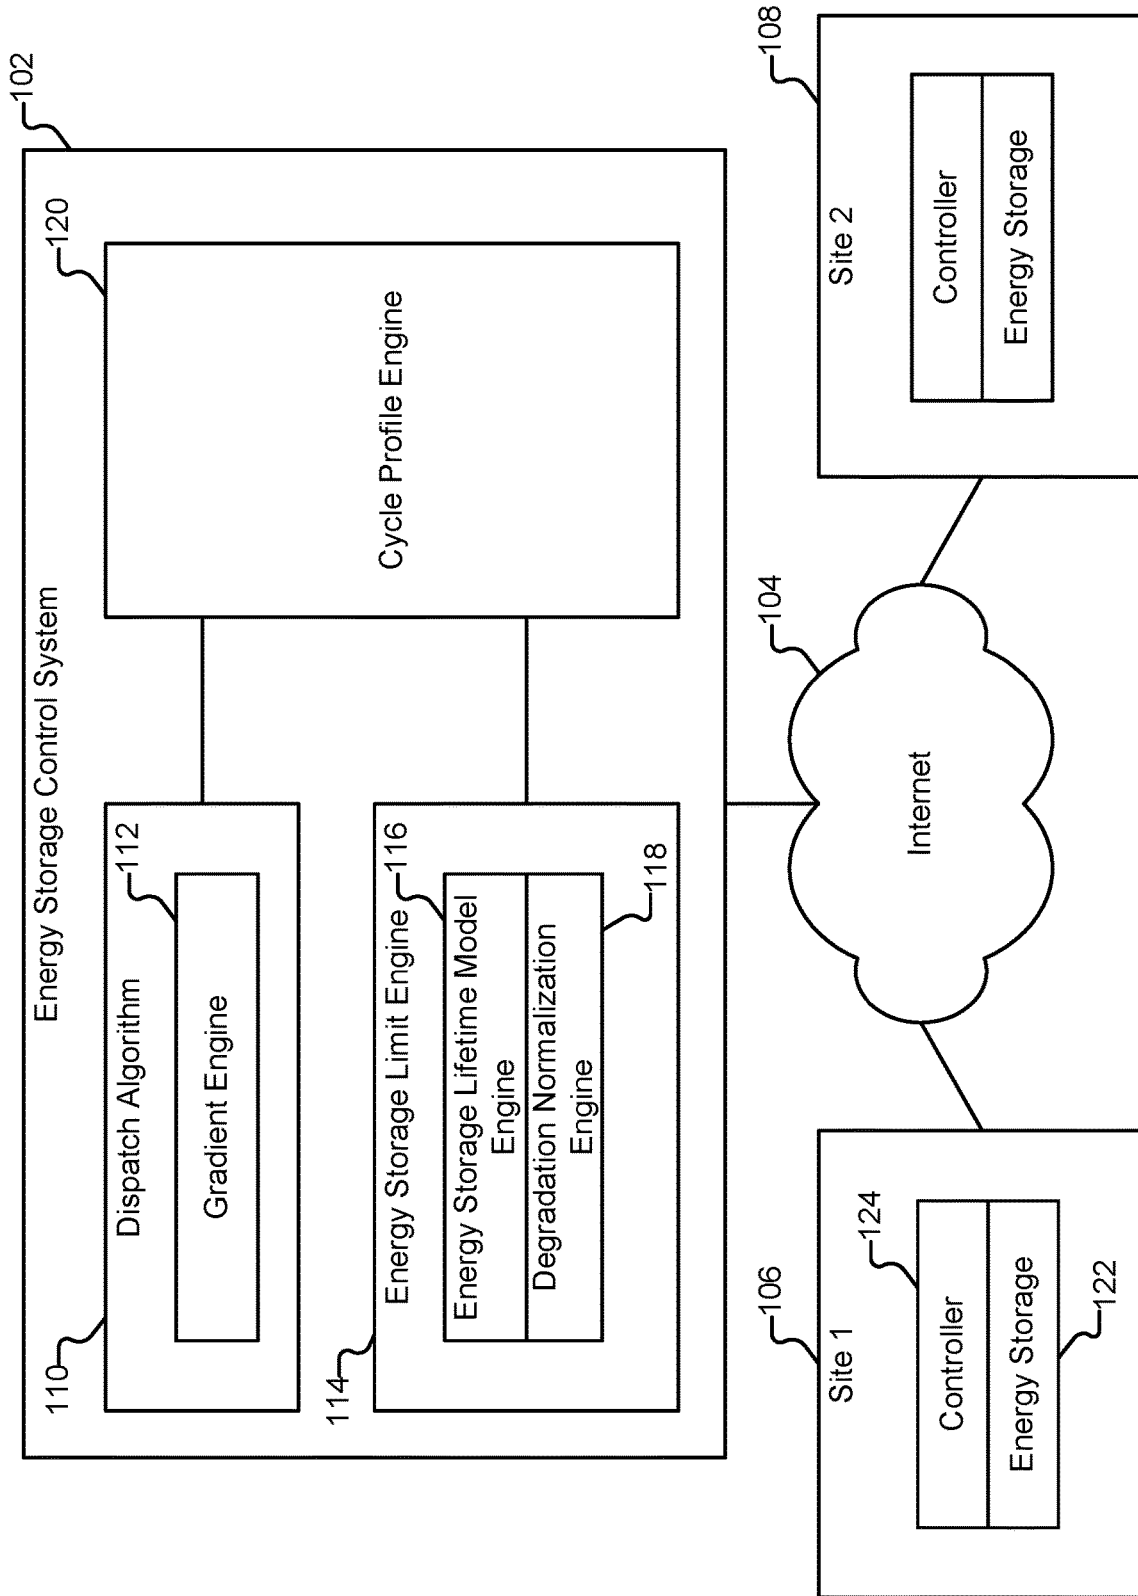 Energy Storage Control System
102
Dispatch Algorithm
110
Gradient Engine
112
Energy Storage Limit Engine
114
Energy Storage Lifetime Model
Engine
116
Degradation Normalization
Engine
118
Cycle Profile Engine
120
Internet
104
Site 1
106
Controller
124
Energy Storage
122
Site 2
108
Controller
Energy Storage